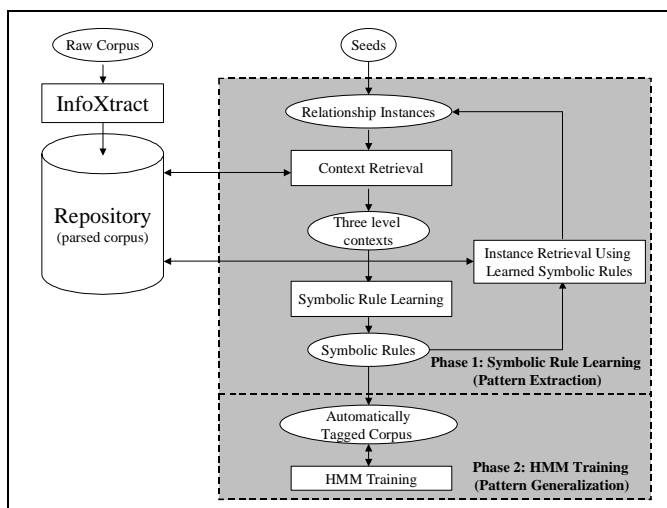 Raw Corpus
Seeds
InfoXtract
Relationship Instances
Context Retrieval
Repository
(parsed corpus)
Three level
contexts
Instance Retrieval Using
Learned Symbolic Rules
Symbolic Rule Learning
Symbolic Rules
Phase 1: Symbolic Rule Learning
(Pattern Extraction)
Automatically
Tagged Corpus
HMM Training
Phase 2: HMM Training
(Pattern Generalization)